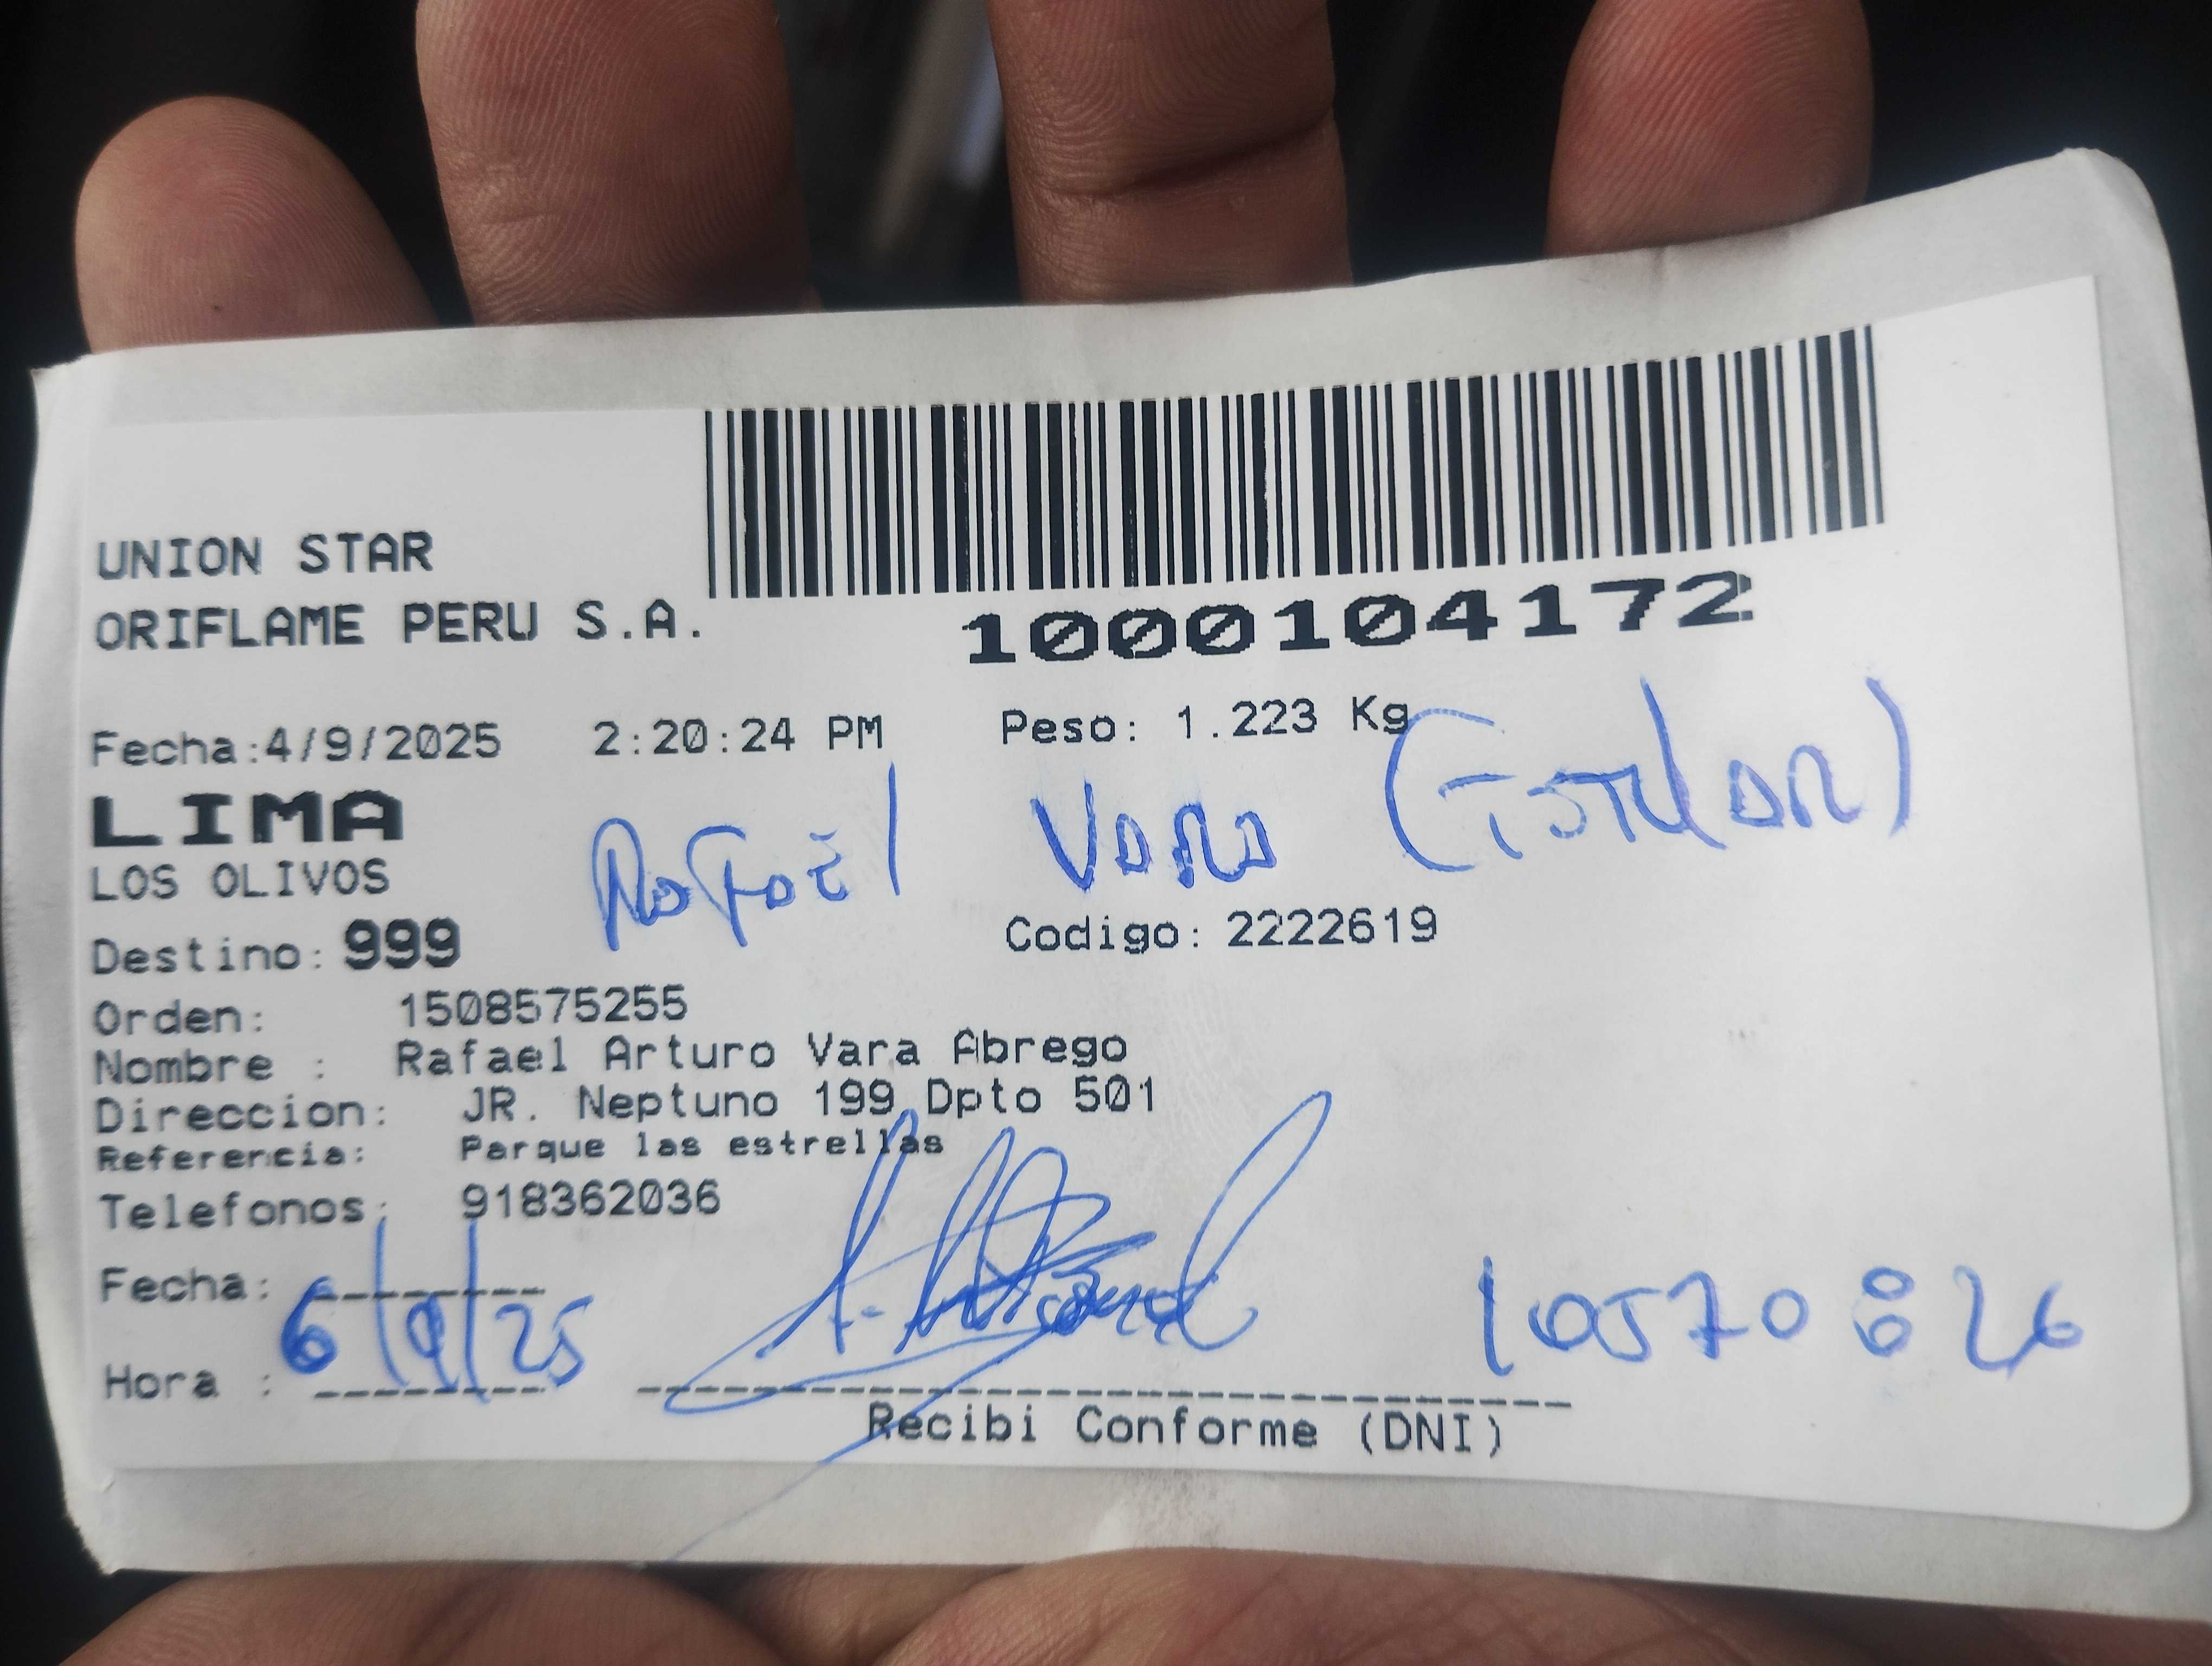 UNION STAR
ORIFLAME PERU S.A.
1000104172
Fecha:4/9/2025 2:20:24 PM Peso: 1.223 Kg
LIMA
Rafael Vara (Titular)
LOS OLIVOS
Destino: 999 Codigo: 2222619
Orden: 1508575255
Nombre : Rafael Arturo Vara Abrego
Direccion: JR. Neptuno 199 Dpto 501
Referencia: Parque las estrellas
Telefonos: 918362036
Fecha: 6/9/25
10570826
Hora :
Recibi Conforme (DNI)